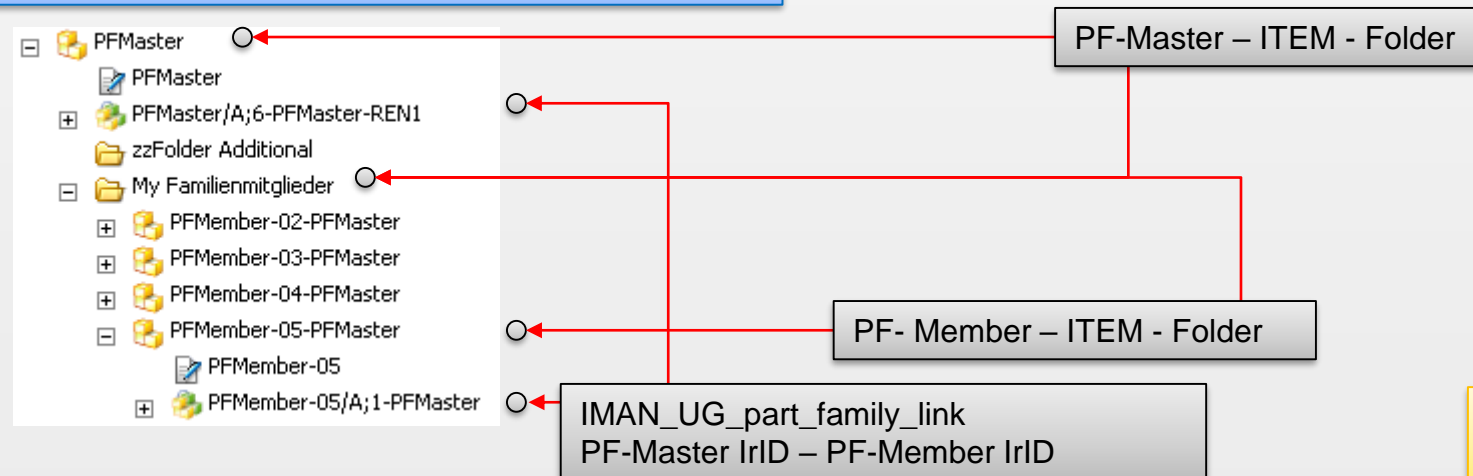 PFMaster
PF-Master – ITEM - Folder
PFMaster
PFMaster/A;6-PFMaster-REN1
zzFolder Additional
My Familienmitglieder
PFMember-02-PFMaster
PFMember-03-PFMaster
PFMember-04-PFMaster
PFMember-05-PFMaster
PF- Member – ITEM - Folder
PFMember-05
PFMember-05/A;1-PFMaster
IMAN_UG_part_family_link
PF-Master IrID – PF-Member IrID